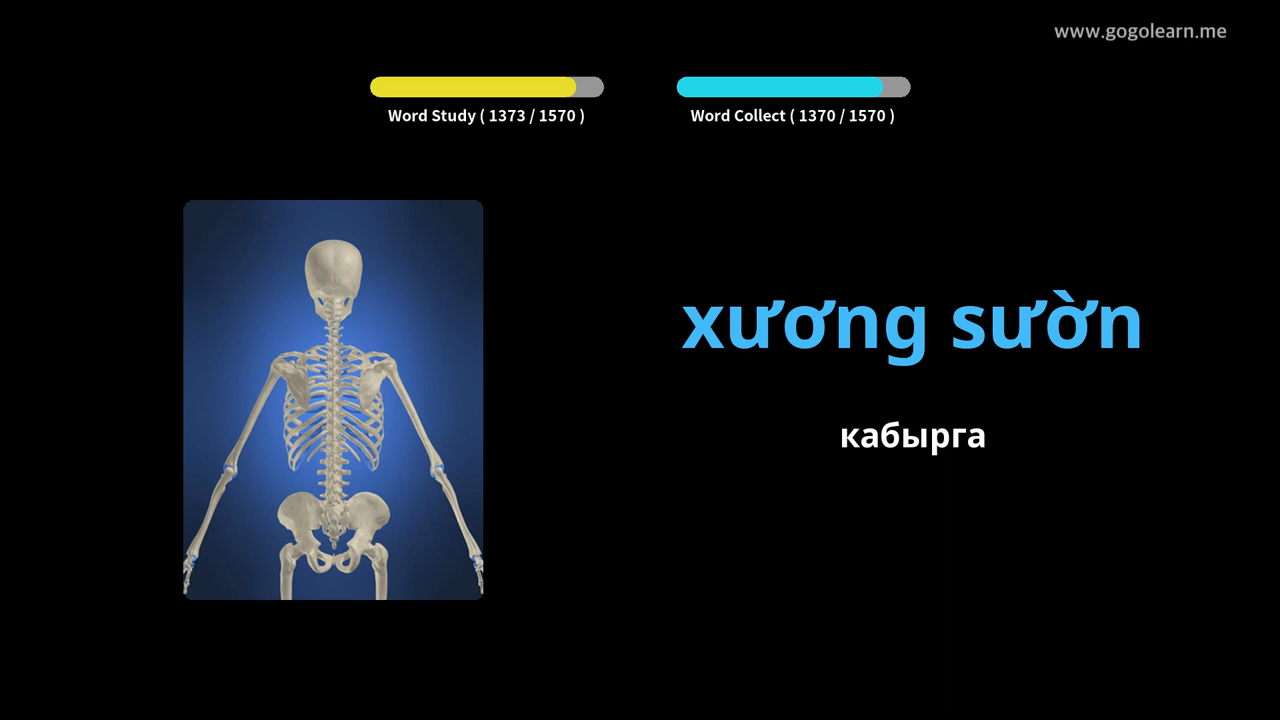 www.gogolearn.me
Word Study ( 1373 / 1570 )
Word Collect ( 1370 / 1570 )
xương sườn
кабырга